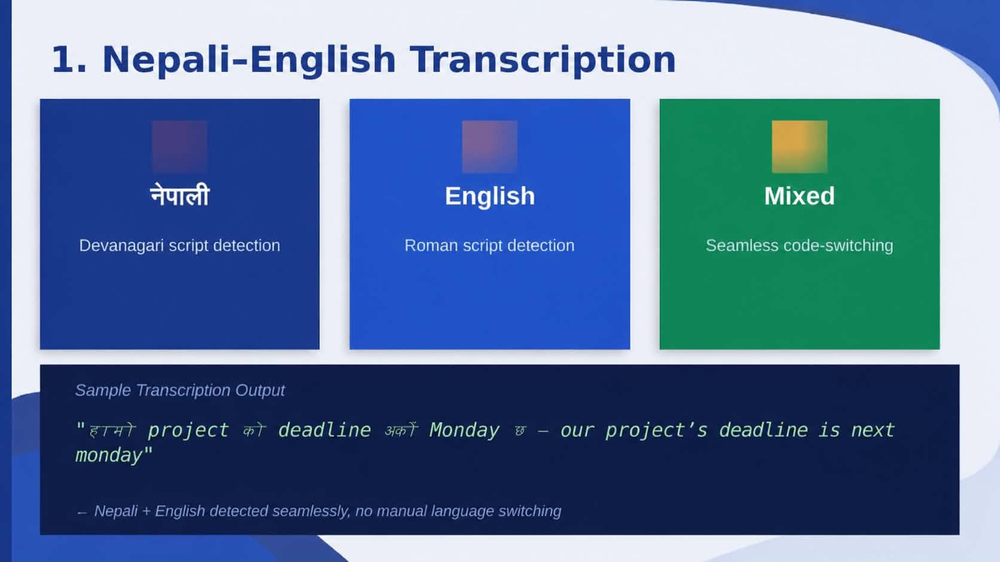 1. Nepali–English Transcription
नेपाली
Devanagari script detection
English
Roman script detection
Mixed
Seamless code-switching
Sample Transcription Output
"हामो project को deadline अर्को Monday छ – our project’s deadline is next
monday"
← Nepali + English detected seamlessly, no manual language switching